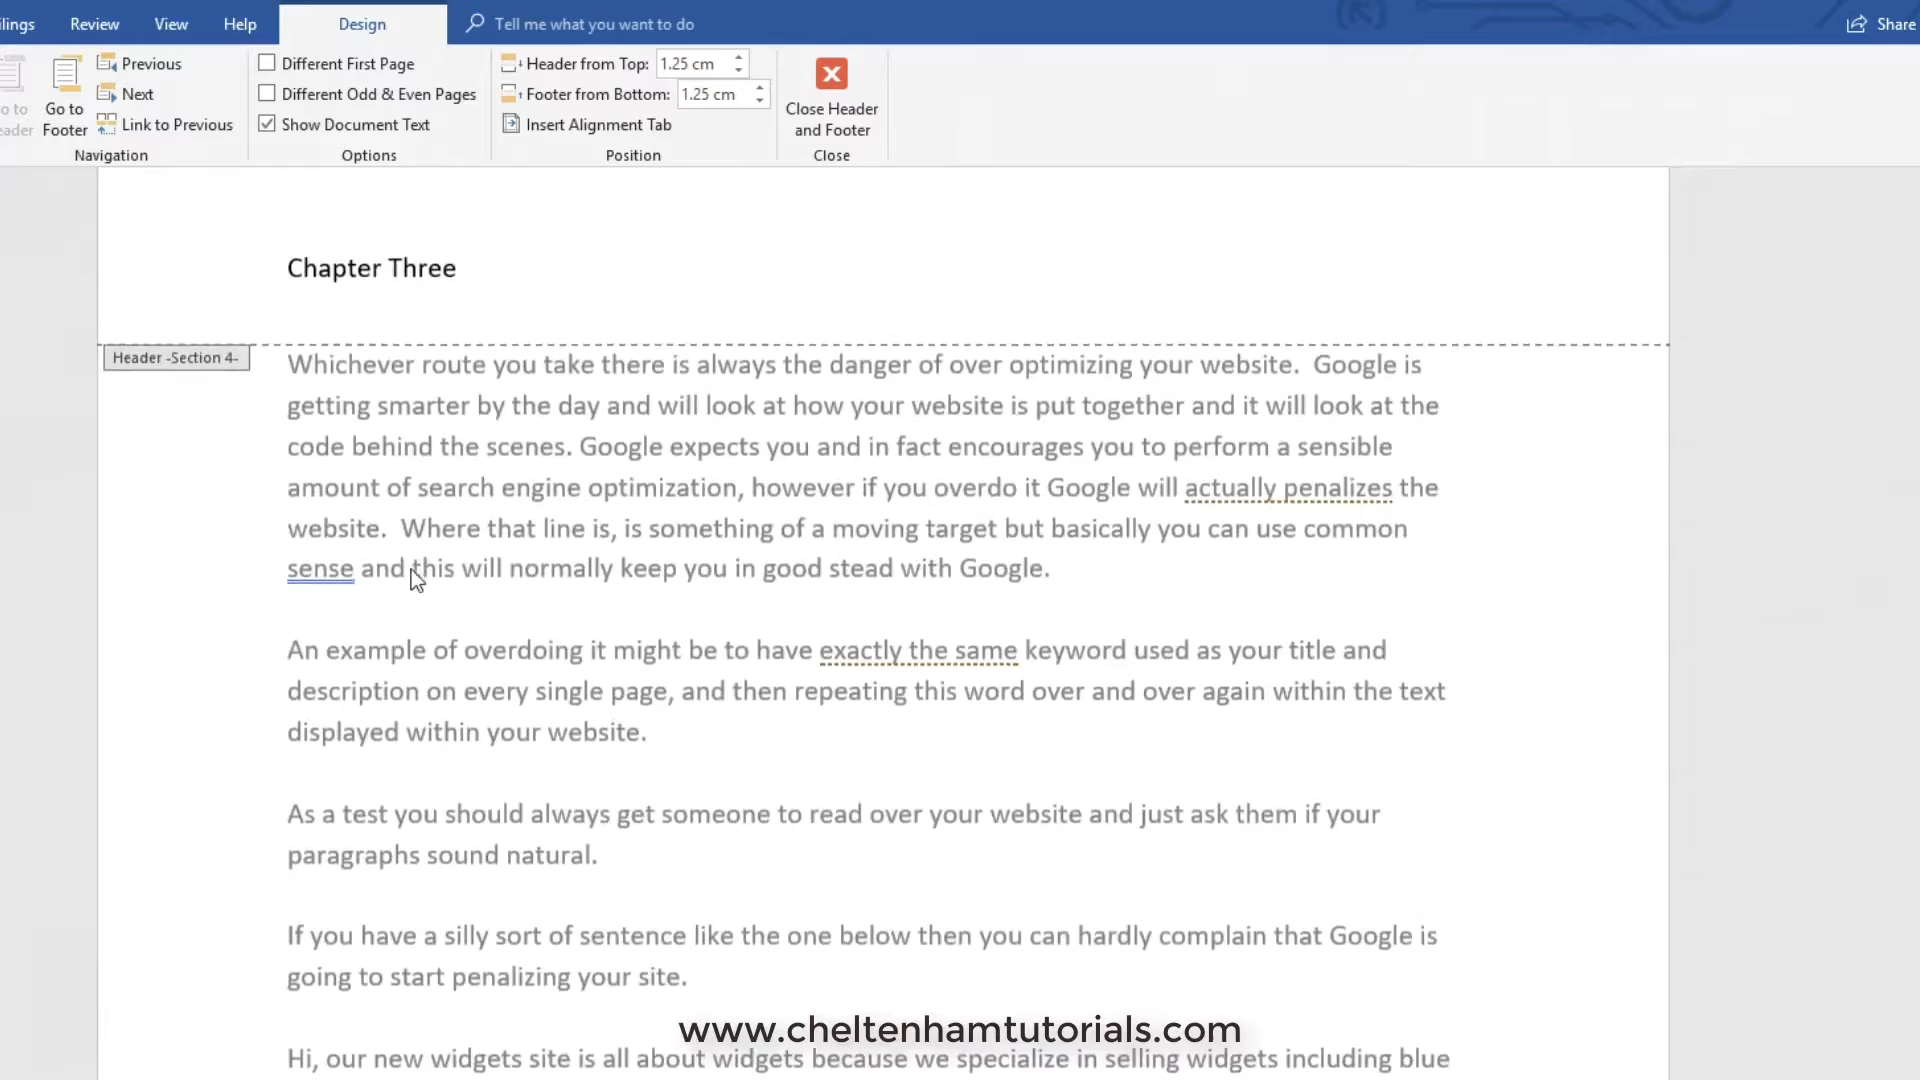 ilings Review View Help Design Tell me what you want to do Share
Previous Different First Page Header from Top: 1.25 cm
Go to Next Different Odd & Even Pages Footer from Bottom: 1.25 cm Close Header
Footer Link to Previous Show Document Text Insert Alignment Tab and Footer
Navigation Options Position Close
Chapter Three
Header -Section 4-
Whichever route you take there is always the danger of over optimizing your website.  Google is
getting smarter by the day and will look at how your website is put together and it will look at the
code behind the scenes. Google expects you and in fact encourages you to perform a sensible
amount of search engine optimization, however if you overdo it Google will actually penalizes the
website.  Where that line is, is something of a moving target but basically you can use common
sense and this will normally keep you in good stead with Google.
An example of overdoing it might be to have exactly the same keyword used as your title and
description on every single page, and then repeating this word over and over again within the text
displayed within your website.
As a test you should always get someone to read over your website and just ask them if your
paragraphs sound natural.
If you have a silly sort of sentence like the one below then you can hardly complain that Google is
going to start penalizing your site.
www.cheltenhamtutorials.com
Hi, our new widgets site is all about widgets because we specialize in selling widgets including blue